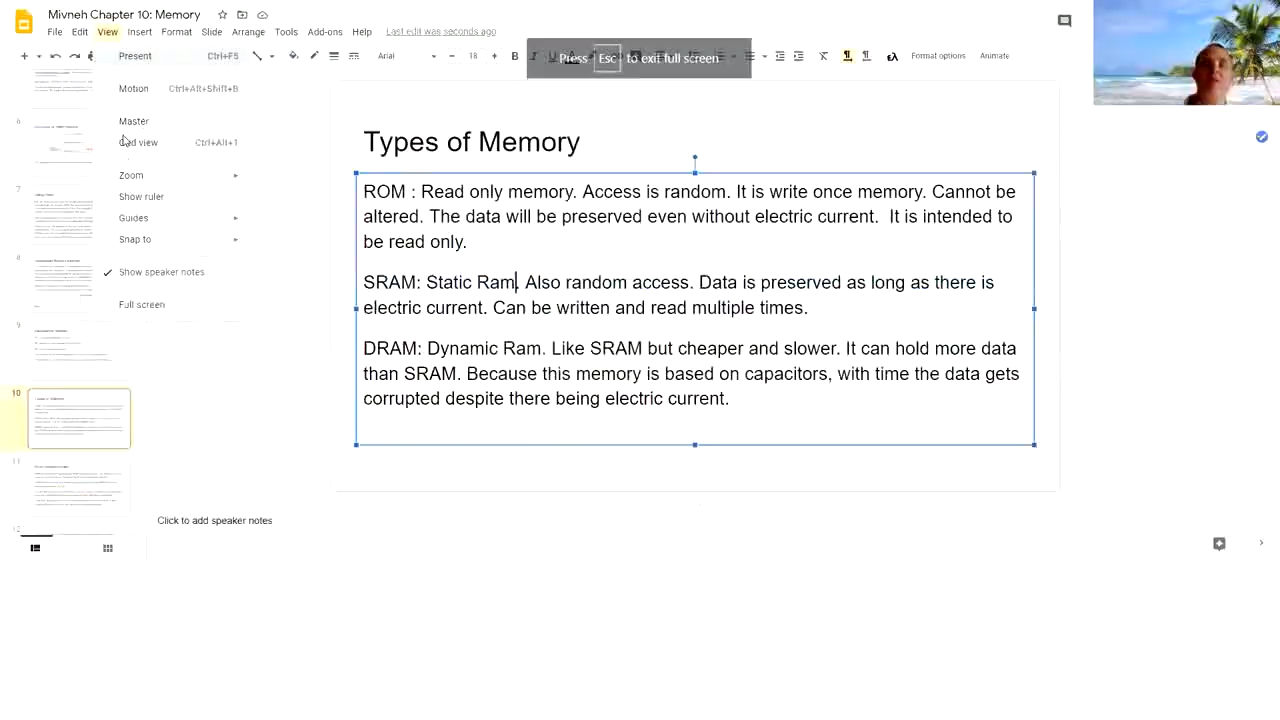 Mivneh Chapter 10: Memory
File Edit View Insert Format Slide Arrange Tools Add-ons Help Last edit was seconds ago
Present Ctrl+F5
Arial
18
B I U A
Format options
Animate
Press Esc to exit full screen
Motion Ctrl+Alt+Shift+B
Master
Grid view Ctrl+Alt+1
Zoom
Show ruler
Guides
Snap to
Show speaker notes
Full screen
6
7
8
9
10
11
12
Types of Memory
ROM : Read only memory. Access is random. It is write once memory. Cannot be
altered. The data will be preserved even without electric current. It is intended to
be read only.
SRAM: Static ram. Also random access. Data is preserved as long as there is
electric current. Can be written and read multiple times.
DRAM: Dynamic Ram. Like SRAM but cheaper and slower. It can hold more data
than SRAM. Because this memory is based on capacitors, with time the data gets
corrupted despite there being electric current.
Click to add speaker notes